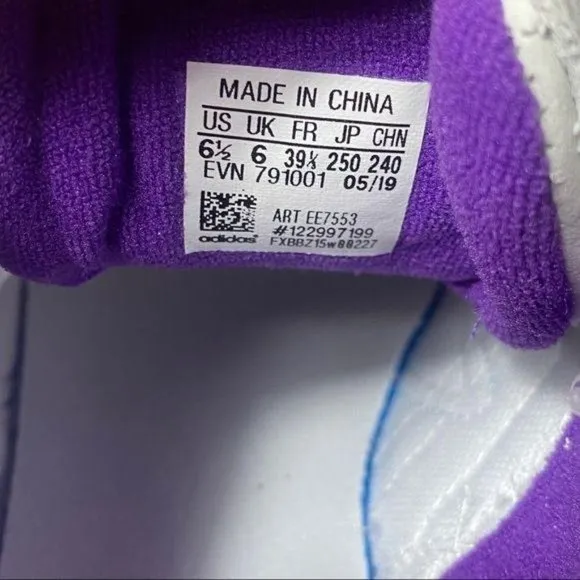 MADE IN CHINA
US UK FR JP CHN
6½ 6 39⅓ 250 240
EVN 791001 05/19
ART EE7553
#122997199
adidas FXBBZ15w88227